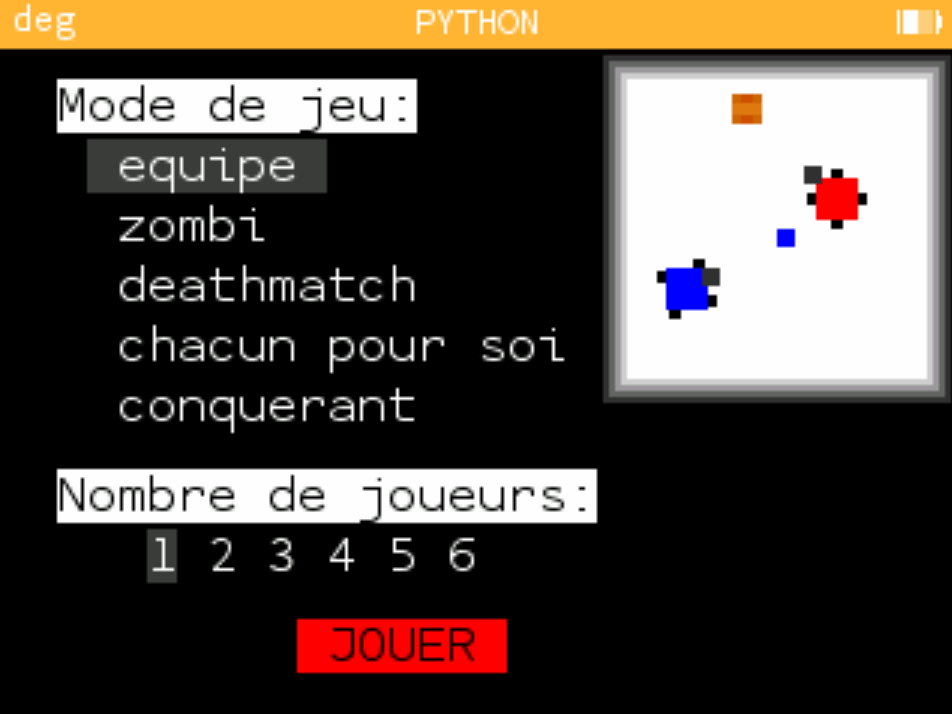 deg PYTHON
Mode de jeu:
equipe
zombi
deathmatch
chacun pour soi
conquerant
Nombre de joueurs:
1 2 3 4 5 6
JOUER